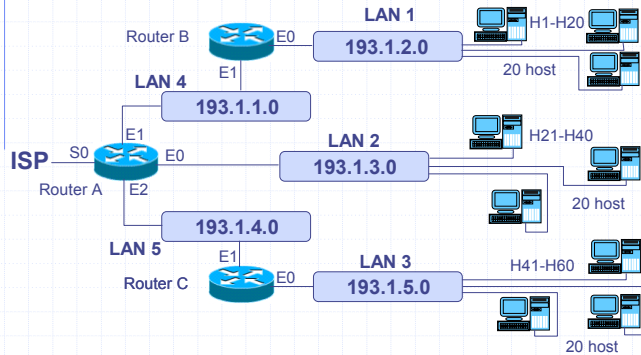 LAN 1
Router B
E0
193.1.2.0
H1-H20
20 host
E1
LAN 4
193.1.1.0
E1
LAN 2
H21-H40
ISP
S0
E0
193.1.3.0
Router A
E2
20 host
193.1.4.0
LAN 5
E1
LAN 3
H41-H60
Router C
E0
193.1.5.0
20 host